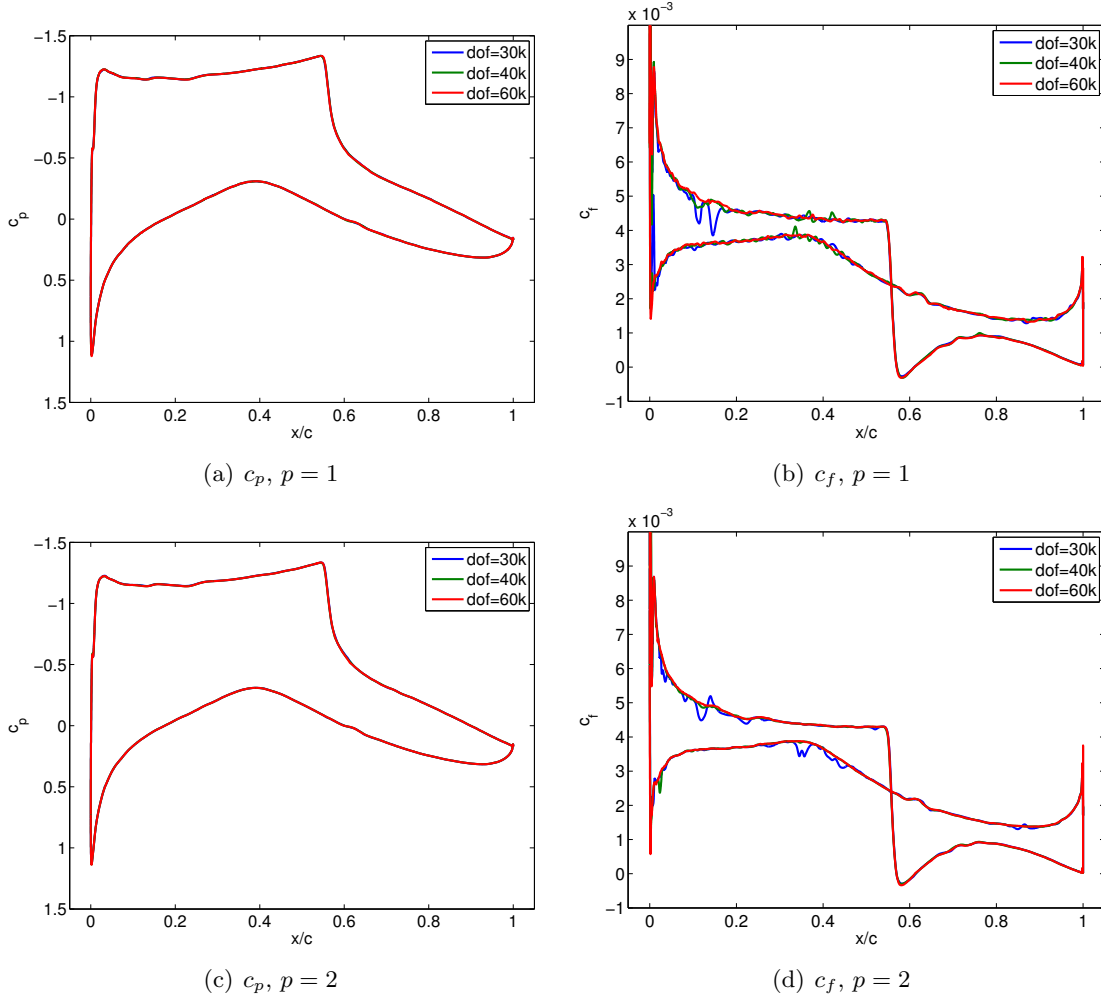 −1.5
−1
−0.5
0
0.5
1
1.5
0
0.2
0.4
0.6
0.8
1
x/c
c_p
dof=30k
dof=40k
dof=60k
(a) c_p, p = 1
x 10⁻³
9
8
7
6
5
4
3
2
1
0
−1
0
0.2
0.4
0.6
0.8
1
x/c
c_f
dof=30k
dof=40k
dof=60k
(b) c_f, p = 1
−1.5
−1
−0.5
0
0.5
1
1.5
0
0.2
0.4
0.6
0.8
1
x/c
c_p
dof=30k
dof=40k
dof=60k
(c) c_p, p = 2
x 10⁻³
9
8
7
6
5
4
3
2
1
0
−1
0
0.2
0.4
0.6
0.8
1
x/c
c_f
dof=30k
dof=40k
dof=60k
(d) c_f, p = 2